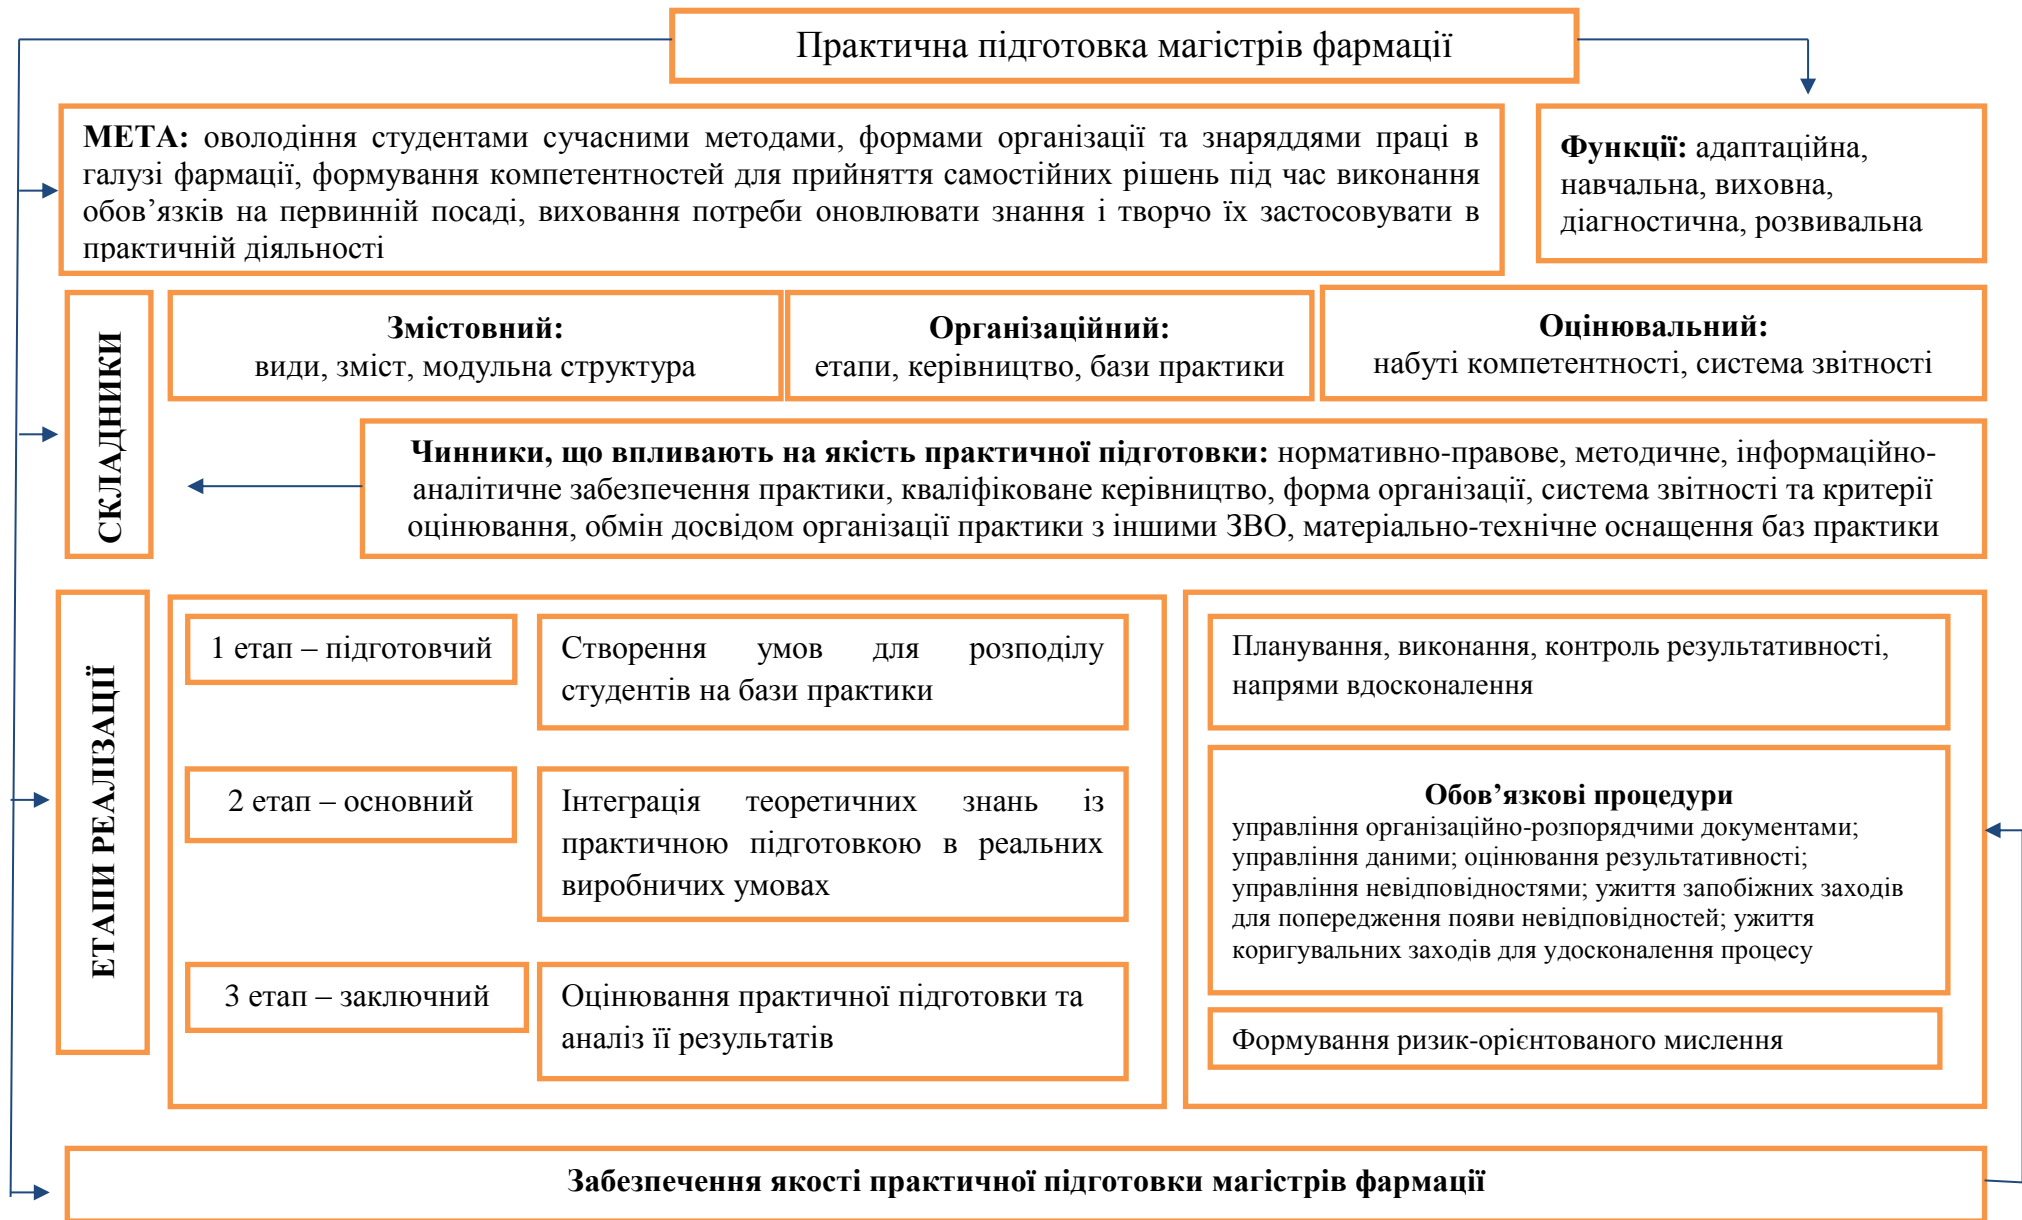 Практична підготовка магістрів фармації
МЕТА: оволодіння студентами сучасними методами, формами організації та знаряддями праці в
галузі фармації, формування компетентностей для прийняття самостійних рішень під час виконання
обов’язків на первинній посаді, виховання потреби оновлювати знання і творчо їх застосовувати в
практичній діяльності
Функції: адаптаційна,
навчальна, виховна,
діагностична, розвивальна
СКЛАДНИКИ
Змістовний:
види, зміст, модульна структура
Організаційний:
етапи, керівництво, бази практики
Оцінювальний:
набуті компетентності, система звітності
Чинники, що впливають на якість практичної підготовки: нормативно-правове, методичне, інформаційно-
аналітичне забезпечення практики, кваліфіковане керівництво, форма організації, система звітності та критерії
оцінювання, обмін досвідом організації практики з іншими ЗВО, матеріально-технічне оснащення баз практики
ЕТАПИ РЕАЛІЗАЦІЇ
1 етап – підготовчий
Створення умов для розподілу
студентів на бази практики
2 етап – основний
Інтеграція теоретичних знань із
практичною підготовкою в реальних
виробничих умовах
3 етап – заключний
Оцінювання практичної підготовки та
аналіз її результатів
Планування, виконання, контроль результативності,
напрями вдосконалення
Обов’язкові процедури
управління організаційно-розпорядчими документами;
управління даними; оцінювання результативності;
управління невідповідностями; ужиття запобіжних заходів
для попередження появи невідповідностей; ужиття
коригувальних заходів для удосконалення процесу
Формування ризик-орієнтованого мислення
Забезпечення якості практичної підготовки магістрів фармації